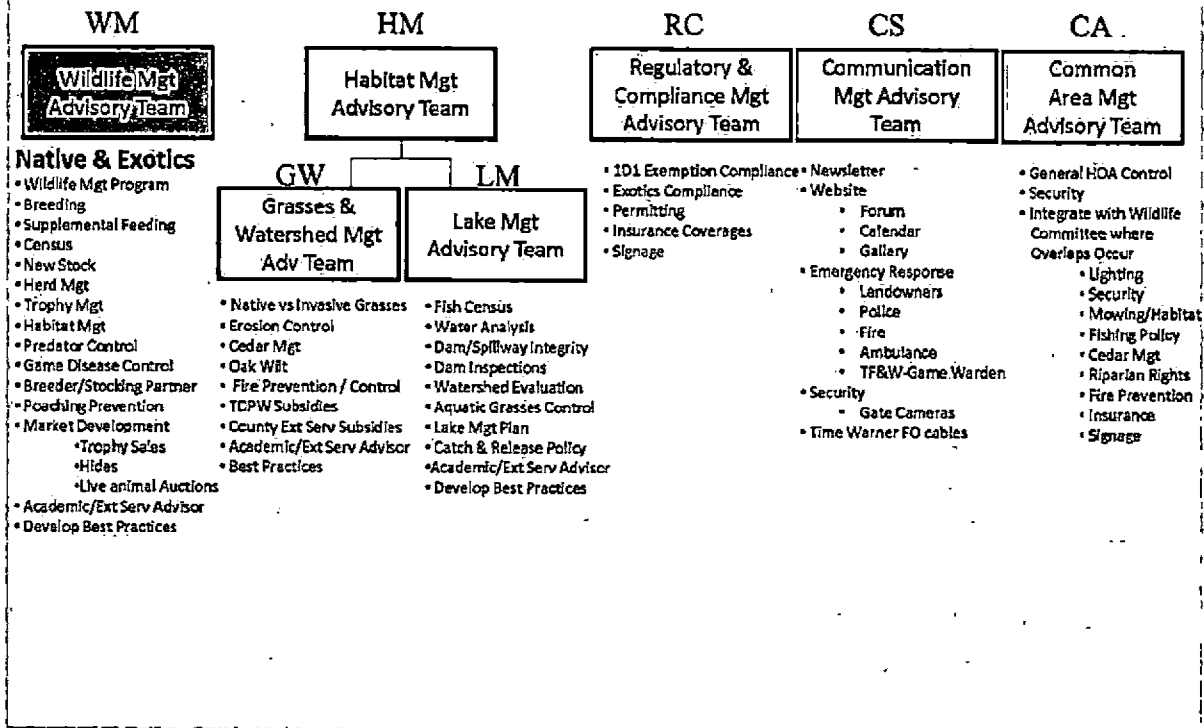 WM
Wildlife Mgt
Advisory Team
Native & Exotics
• Wildlife Mgt Program
• Breeding
• Supplemental Feeding
• Census
• New Stock
• Herd Mgt
• Trophy Mgt
• Habitat Mgt
• Predator Control
• Game Disease Control
• Breeder/Stocking Partner
• Poaching Prevention
• Market Development
• Trophy Sales
• Hides
• Live animal Auctions
• Academic/Ext Serv Advisor
• Develop Best Practices
HM
Habitat Mgt
Advisory Team
GW
Grasses &
Watershed Mgt
Adv Team
• Native vs Invasive Grasses
• Erosion Control
• Cedar Mgt
• Oak Wilt
• Fire Prevention / Control
• TDPW Subsidies
• County Ext Serv Subsidies
• Academic/Ext Serv Advisor
• Best Practices
LM
Lake Mgt
Advisory Team
• Fish Census
• Water Analysis
• Dam/Spillway Integrity
• Dam Inspections
• Watershed Evaluation
• Aquatic Grasses Control
• Lake Mgt Plan
• Catch & Release Policy
• Academic/Ext Serv Advisor
• Develop Best Practices
RC
Regulatory &
Compliance Mgt
Advisory Team
• 1D1 Exemption Compliance
• Exotics Compliance
• Permitting
• Insurance Coverages
• Signage
CS
Communication
Mgt Advisory
Team
• Newsletter
• Website
• Forum
• Calendar
• Gallery
• Emergency Response
• Landowners
• Police
• Fire
• Ambulance
• TF&W-Game Warden
• Security
• Gate Cameras
• Time Warner FO cables
CA
Common
Area Mgt
Advisory Team
• General HOA Control
• Security
• Integrate with Wildlife
Committee where
Overlaps Occur
• Lighting
• Security
• Mowing/Habitat
• Fishing Policy
• Cedar Mgt
• Riparian Rights
• Fire Prevention
• Insurance
• Signage